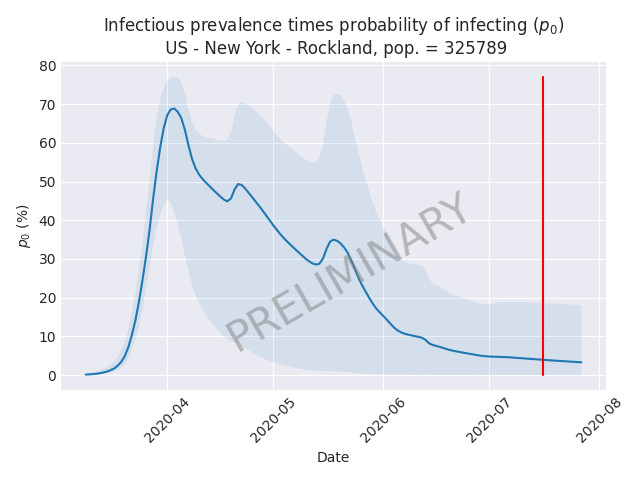 Infectious prevalence times probability of infecting (p₀)
US - New York - Rockland, pop. = 325789
80
70
60
50
40
30
20
10
0
p₀ (%)
PRELIMINARY
2020-04
2020-05
2020-06
2020-07
2020-08
Date